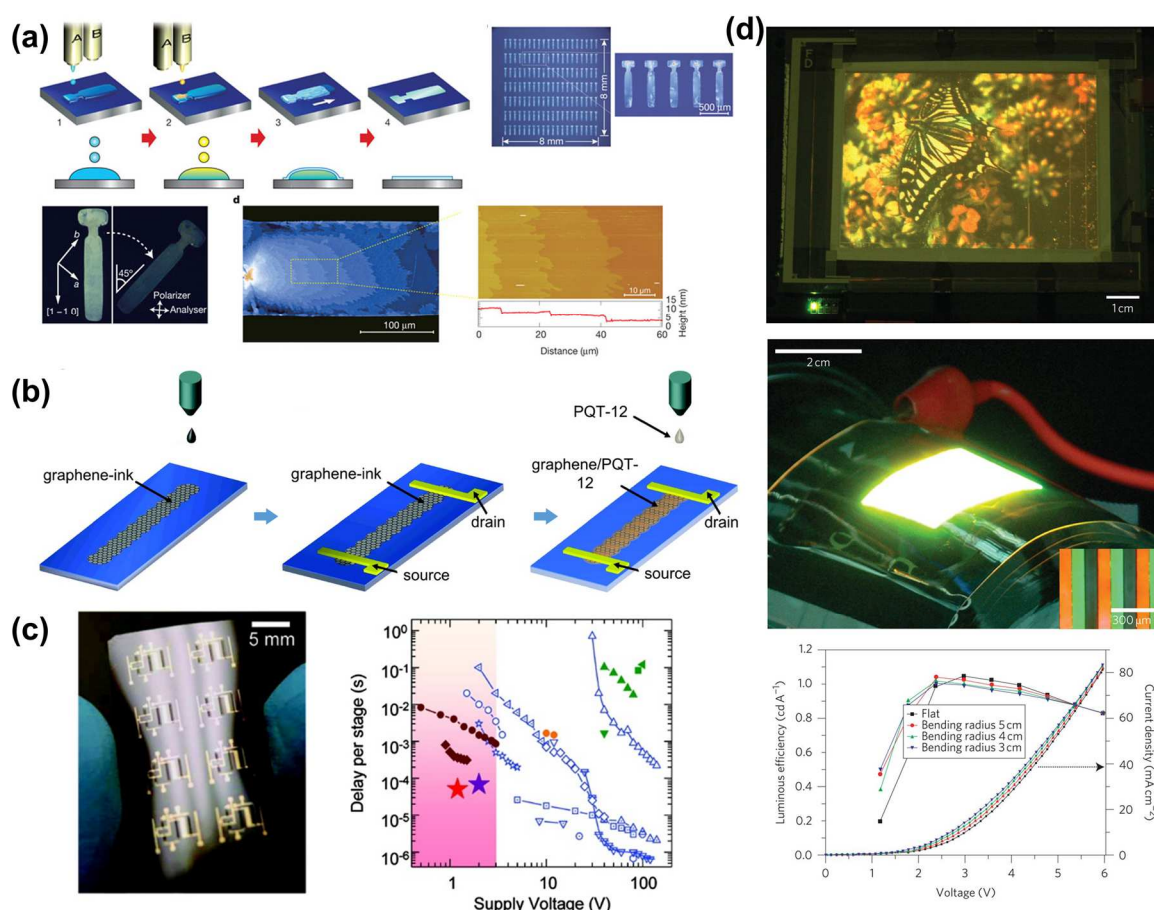 (a)
A B
A B
1
2
3
4
8 mm
8 mm
500 μm
b
a
[1 - 1 0]
45°
Polarizer
Analyser
d
100 μm
10 μm
15
10
5
0
Height (nm)
0 20 40 60
Distance (μm)
(b)
graphene-ink
graphene-ink
drain
source
PQT-12
graphene/PQT-
12
drain
source
(c)
5 mm
Delay per stage (s)
10⁰
10⁻¹
10⁻²
10⁻³
10⁻⁴
10⁻⁵
10⁻⁶
1 10 100
Supply Voltage (V)
(d)
1 cm
2 cm
300 μm
Luminous efficiency (cd A⁻¹)
1.2
1.0
0.8
0.6
0.4
0.2
0.0
Flat
Bending radius 5 cm
Bending radius 4 cm
Bending radius 3 cm
80
60
40
20
0
Current density (mA cm⁻²)
0 1 2 3 4 5 6
Voltage (V)